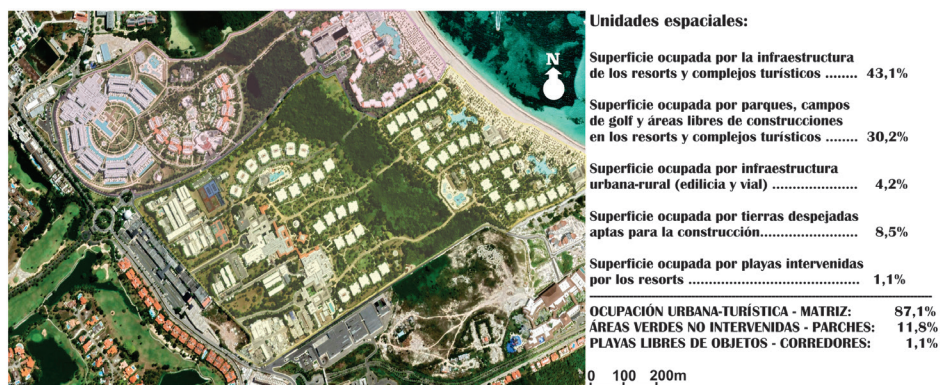 Unidades espaciales:
Superficie ocupada por la infraestructura
de los resorts y complejos turísticos ........ 43,1%
Superficie ocupada por parques, campos
de golf y áreas libres de construcciones
en los resorts y complejos turísticos ........ 30,2%
Superficie ocupada por infraestructura
urbana-rural (edilicia y vial) ..................... 4,2%
Superficie ocupada por tierras despejadas
aptas para la construcción........................ 8,5%
Superficie ocupada por playas intervenidas
por los resorts .......................................... 1,1%
OCUPACIÓN URBANA-TURÍSTICA - MATRIZ: 87,1%
ÁREAS VERDES NO INTERVENIDAS - PARCHES: 11,8%
PLAYAS LIBRES DE OBJETOS - CORREDORES: 1,1%
N
0 100 200m